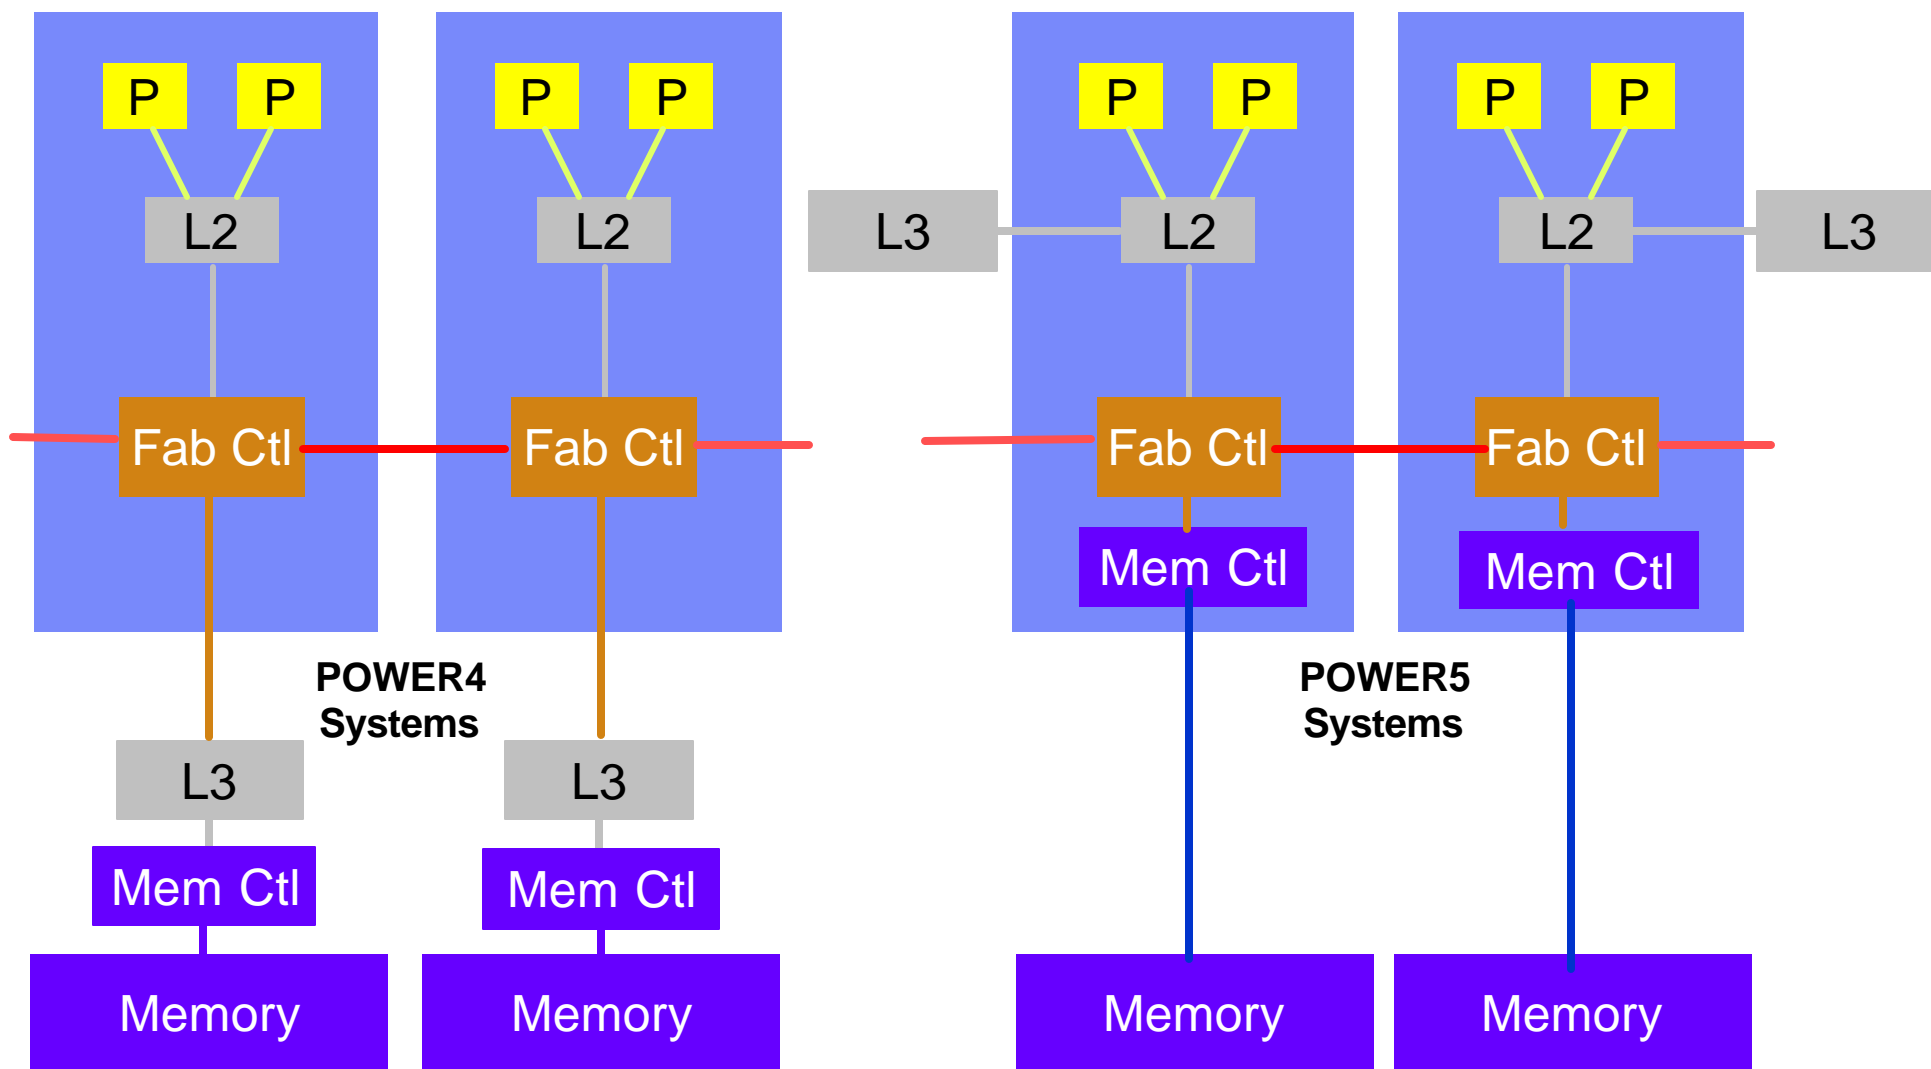 P P P P P P P P
L2 L2 L3 L2 L2 L3
Fab Ctl Fab Ctl Fab Ctl Fab Ctl
Mem Ctl Mem Ctl
POWER4
Systems
POWER5
Systems
L3 L3
Mem Ctl Mem Ctl
Memory Memory Memory Memory